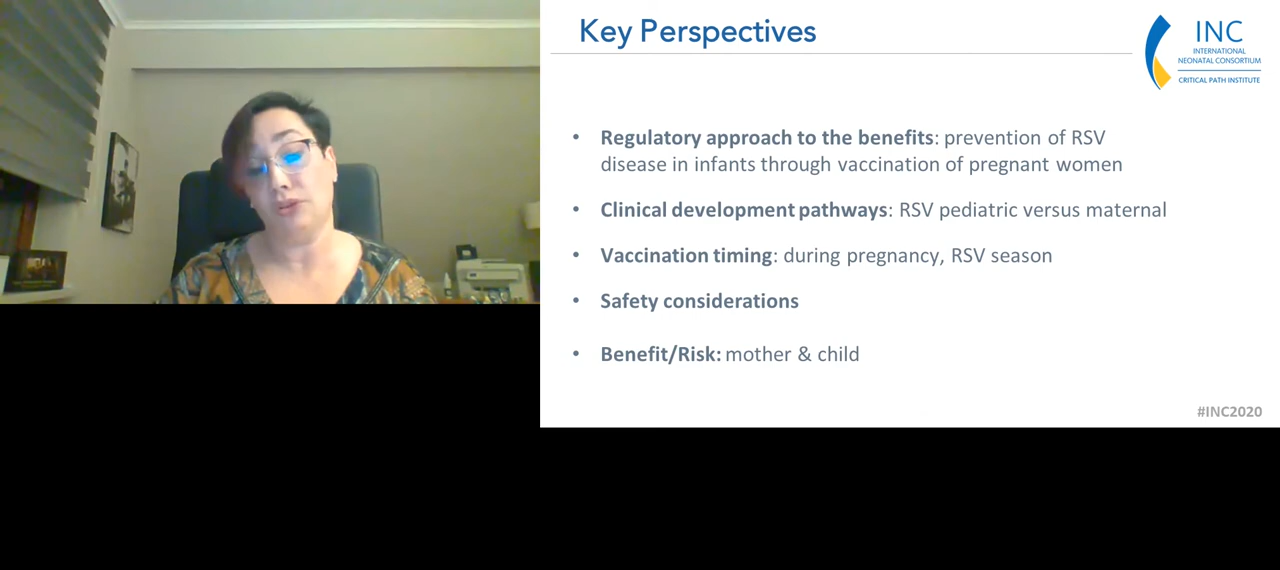 Key Perspectives
INC
INTERNATIONAL
NEONATAL CONSORTIUM
CRITICAL PATH INSTITUTE
• Regulatory approach to the benefits: prevention of RSV
disease in infants through vaccination of pregnant women
• Clinical development pathways: RSV pediatric versus maternal
• Vaccination timing: during pregnancy, RSV season
• Safety considerations
• Benefit/Risk: mother & child
#INC2020